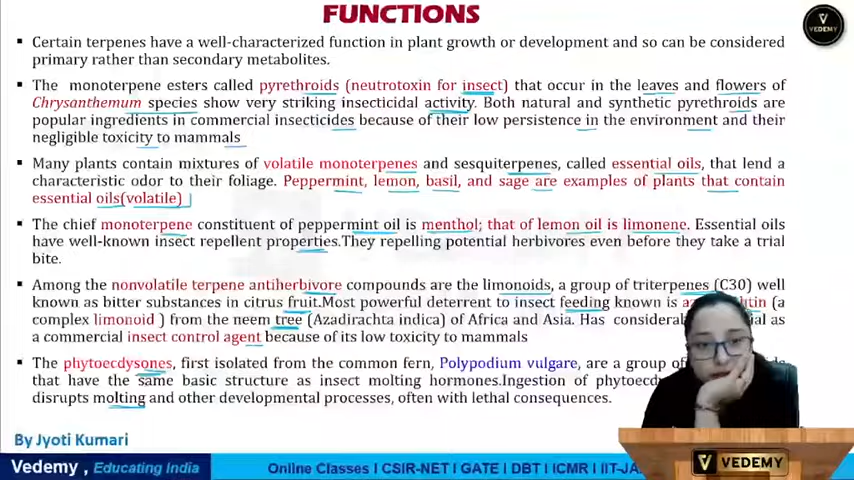 FUNCTIONS
VEDEMY
Certain terpenes have a well-characterized function in plant growth or development and so can be considered
primary rather than secondary metabolites.
The monoterpene esters called pyrethroids (neutrotoxin for insect) that occur in the leaves and flowers of
Chrysanthemum species show very striking insecticidal activity. Both natural and synthetic pyrethroids are
popular ingredients in commercial insecticides because of their low persistence in the environment and their
negligible toxicity to mammals
Many plants contain mixtures of volatile monoterpenes and sesquiterpenes, called essential oils, that lend a
characteristic odor to their foliage. Peppermint, lemon, basil, and sage are examples of plants that contain
essential oils(volatile)
The chief monoterpene constituent of peppermint oil is menthol; that of lemon oil is limonene. Essential oils
have well-known insect repellent properties.They repelling potential herbivores even before they take a trial
bite.
Among the nonvolatile terpene antiherbivore compounds are the limonoids, a group of triterpenes (C30) well
known as bitter substances in citrus fruit.Most powerful deterrent to insect feeding known is (a
complex limonoid ) from the neem tree (Azadirachta indica) of Africa and Asia. Has as
a commercial insect control agent because of its low toxicity to mammals
The phytoecdysones, first isolated from the common fern, Polypodium vulgare, are a group of
that have the same basic structure as insect molting hormones.Ingestion of
disrupts molting and other developmental processes, often with lethal consequences.
By Jyoti Kumari
Vedemy , Educating India
Online Classes I CSIR-NET I GATE I DBT I ICMR I IIT-JA
VEDEMY